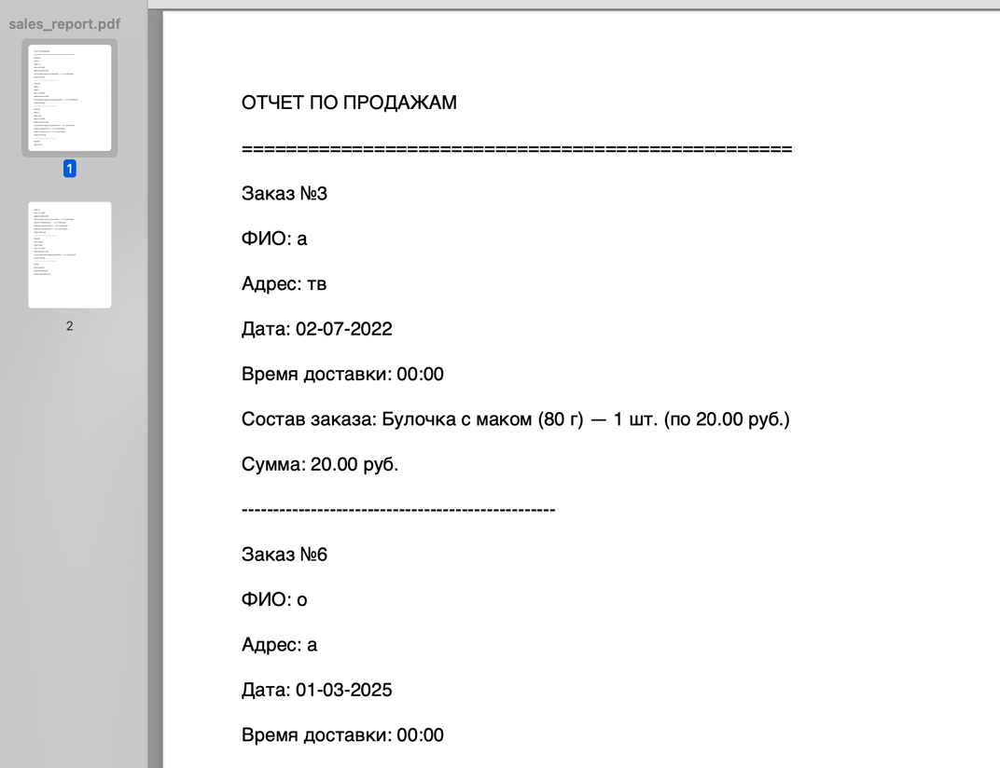 sales_report.pdf
1
2
ОТЧЕТ ПО ПРОДАЖАМ
==================================================
Заказ №3
ФИО: а
Адрес: тв
Дата: 02-07-2022
Время доставки: 00:00
Состав заказа: Булочка с маком (80 г) — 1 шт. (по 20.00 руб.)
Сумма: 20.00 руб.
--------------------------------------------------
Заказ №6
ФИО: о
Адрес: а
Дата: 01-03-2025
Время доставки: 00:00